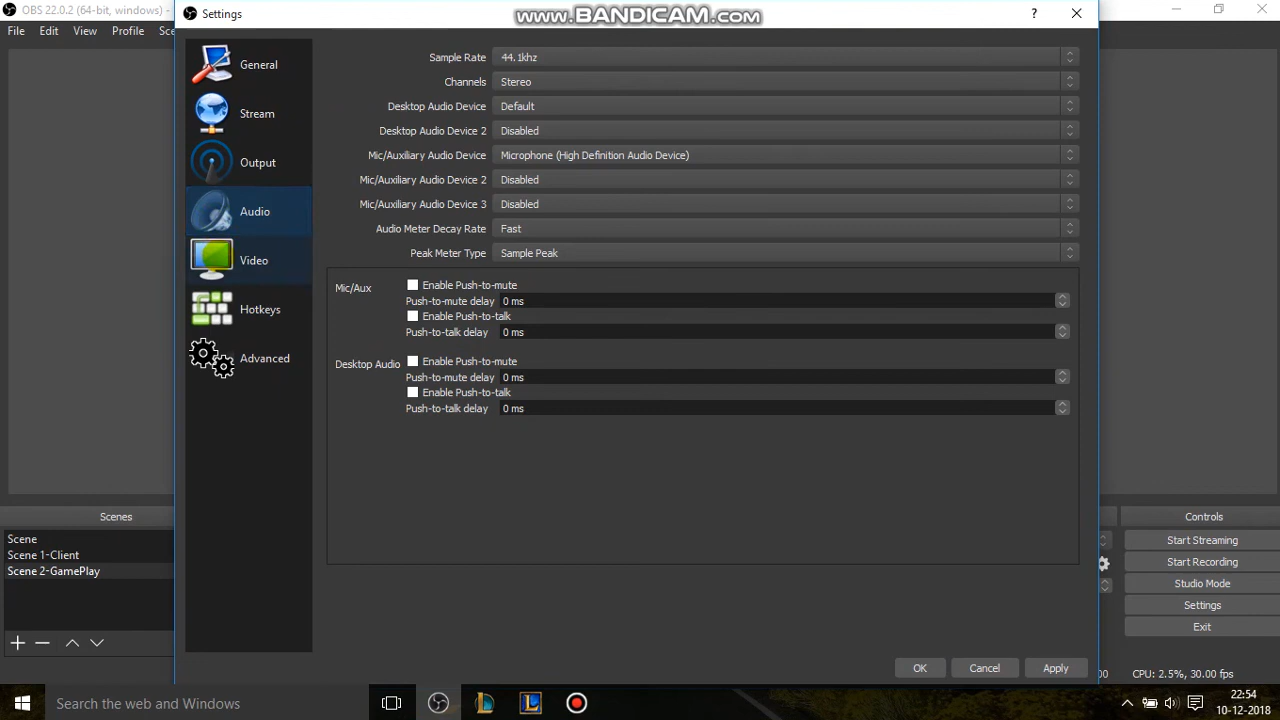 OBS 22.0.2 (64-bit, windows) -
Settings
www.BANDICAM.com
?
File Edit View Profile Sce
General
Stream
Output
Audio
Video
Hotkeys
Advanced
Sample Rate 44.1khz
Channels Stereo
Desktop Audio Device Default
Desktop Audio Device 2 Disabled
Mic/Auxiliary Audio Device Microphone (High Definition Audio Device)
Mic/Auxiliary Audio Device 2 Disabled
Mic/Auxiliary Audio Device 3 Disabled
Audio Meter Decay Rate Fast
Peak Meter Type Sample Peak
Mic/Aux Enable Push-to-mute
Push-to-mute delay 0 ms
Enable Push-to-talk
Push-to-talk delay 0 ms
Desktop Audio Enable Push-to-mute
Push-to-mute delay 0 ms
Enable Push-to-talk
Push-to-talk delay 0 ms
Scenes
Scene
Scene 1-Client
Scene 2-GamePlay
Controls
Start Streaming
Start Recording
Studio Mode
Settings
Exit
OK Cancel Apply
00 CPU: 2.5%, 30.00 fps
Search the web and Windows
22:54
10-12-2018